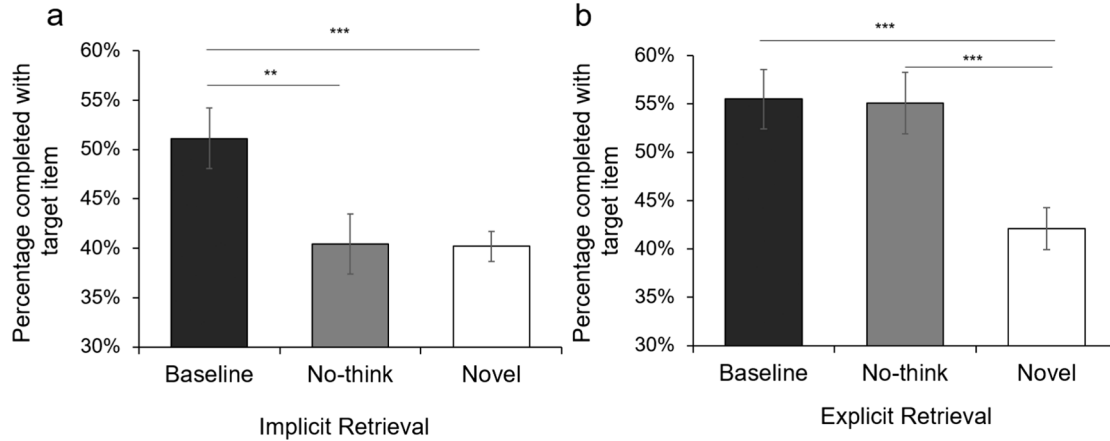 a
***
**
60%
55%
50%
45%
40%
35%
30%
Percentage completed with
target item
Baseline No-think Novel
Implicit Retrieval
b
***
***
60%
55%
50%
45%
40%
35%
30%
Percentage completed with
target item
Baseline No-think Novel
Explicit Retrieval